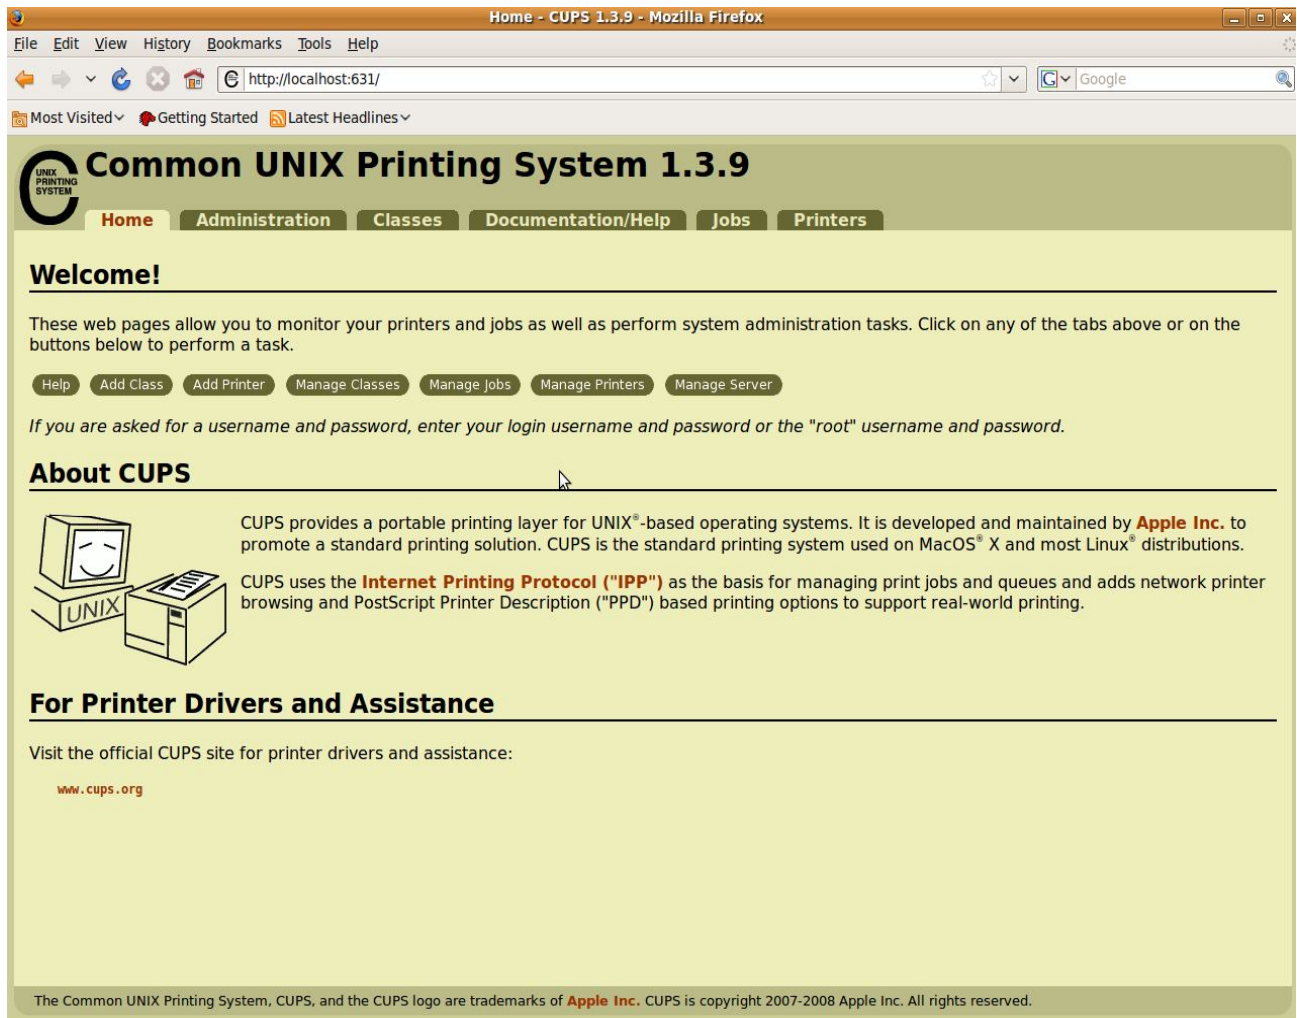 Home - CUPS 1.3.9 - Mozilla Firefox
File Edit View History Bookmarks Tools Help
http://localhost:631/
G Google
Most Visited Getting Started Latest Headlines
UNIX
PRINTING
SYSTEM
Common UNIX Printing System 1.3.9
Home Administration Classes Documentation/Help Jobs Printers
Welcome!
These web pages allow you to monitor your printers and jobs as well as perform system administration tasks. Click on any of the tabs above or on the
buttons below to perform a task.
Help Add Class Add Printer Manage Classes Manage Jobs Manage Printers Manage Server
If you are asked for a username and password, enter your login username and password or the "root" username and password.
About CUPS
CUPS provides a portable printing layer for UNIX®-based operating systems. It is developed and maintained by Apple Inc. to
promote a standard printing solution. CUPS is the standard printing system used on MacOS® X and most Linux® distributions.
CUPS uses the Internet Printing Protocol ("IPP") as the basis for managing print jobs and queues and adds network printer
browsing and PostScript Printer Description ("PPD") based printing options to support real-world printing.
UNIX
For Printer Drivers and Assistance
Visit the official CUPS site for printer drivers and assistance:
www.cups.org
The Common UNIX Printing System, CUPS, and the CUPS logo are trademarks of Apple Inc. CUPS is copyright 2007-2008 Apple Inc. All rights reserved.